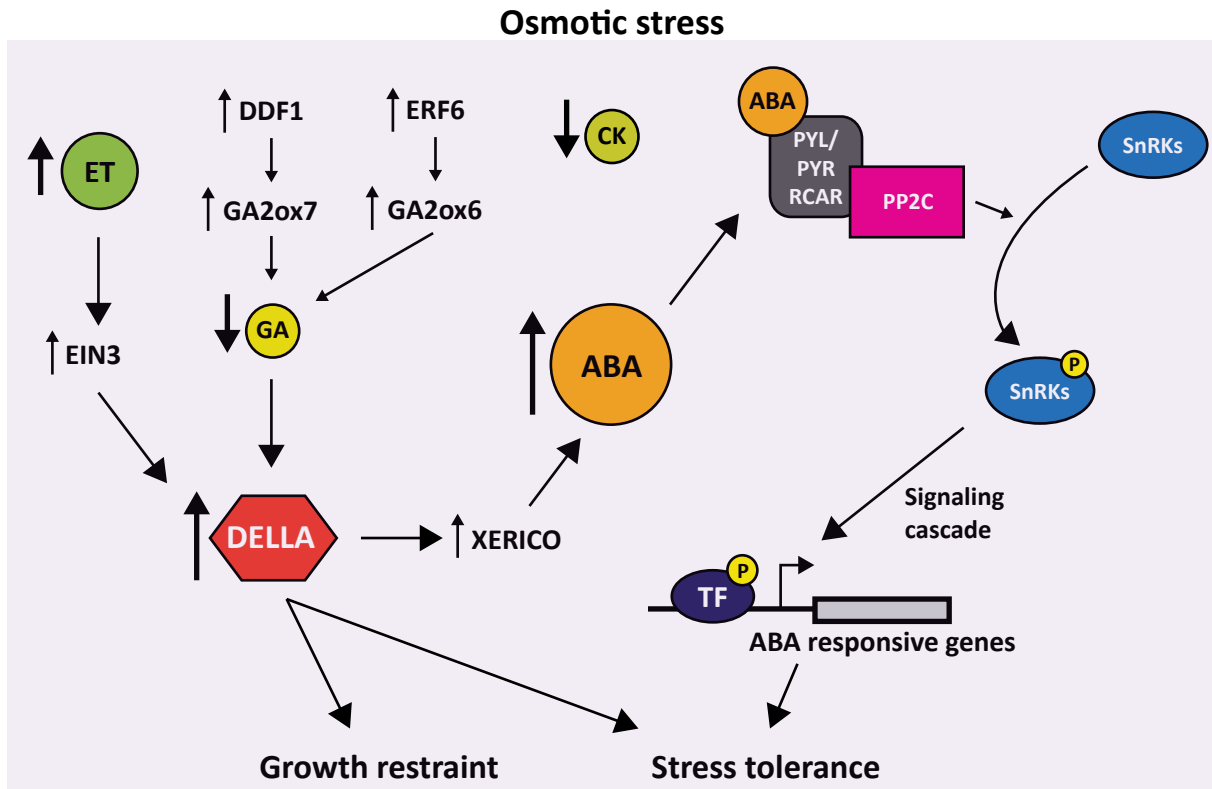 Osmotic stress
DDF1
ERF6
ET
CK
ABA
PYL/
PYR
RCAR
PP2C
SnRKs
GA2ox7
GA2ox6
GA
EIN3
ABA
P
SnRKs
DELLA
XERICO
Signaling
cascade
P
TF
ABA responsive genes
Growth restraint
Stress tolerance